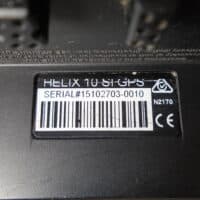 HELIX 10 SI GPS
SERIAL#15102703-0010
N2170
CE